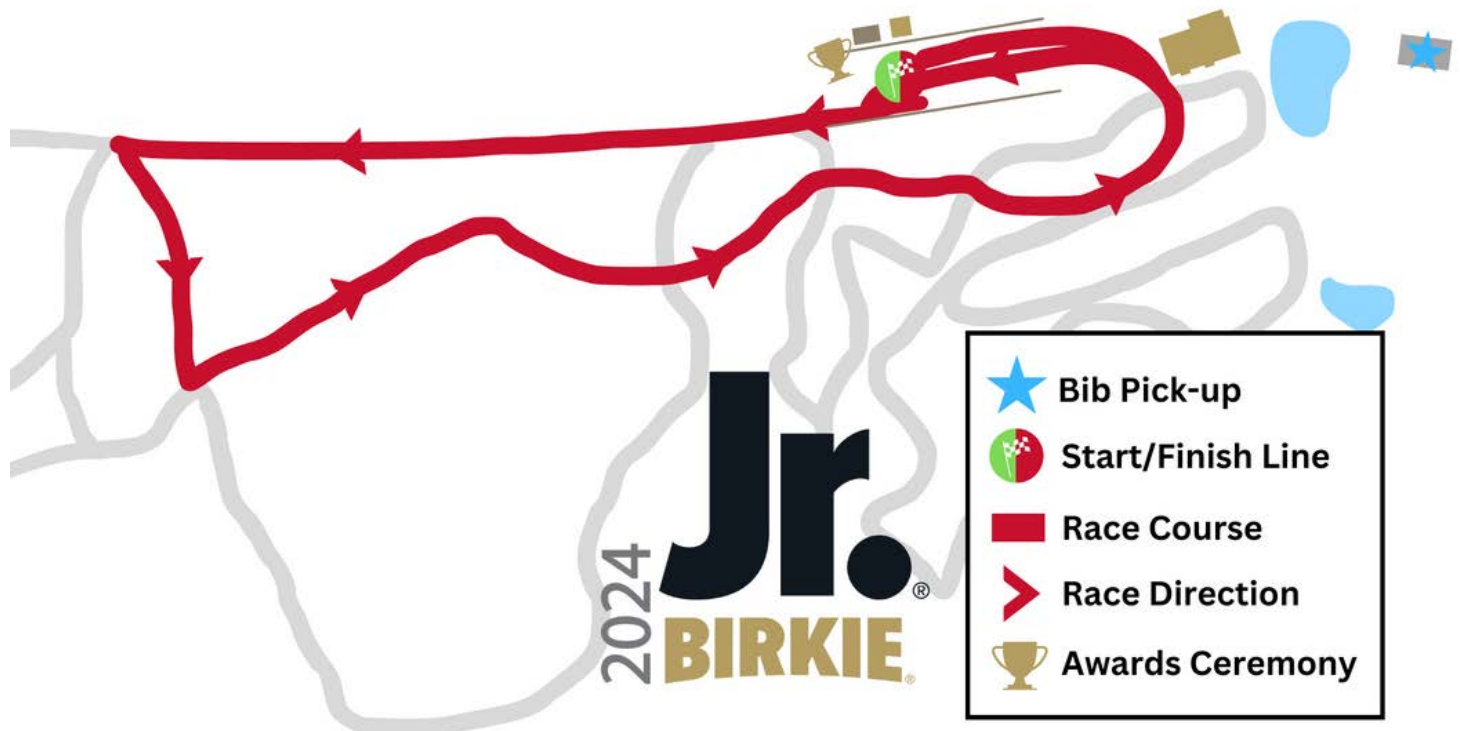 Bib Pick-up
Start/Finish Line
Race Course
Race Direction
Awards Ceremony
2024
Jr.®
BIRKIE®